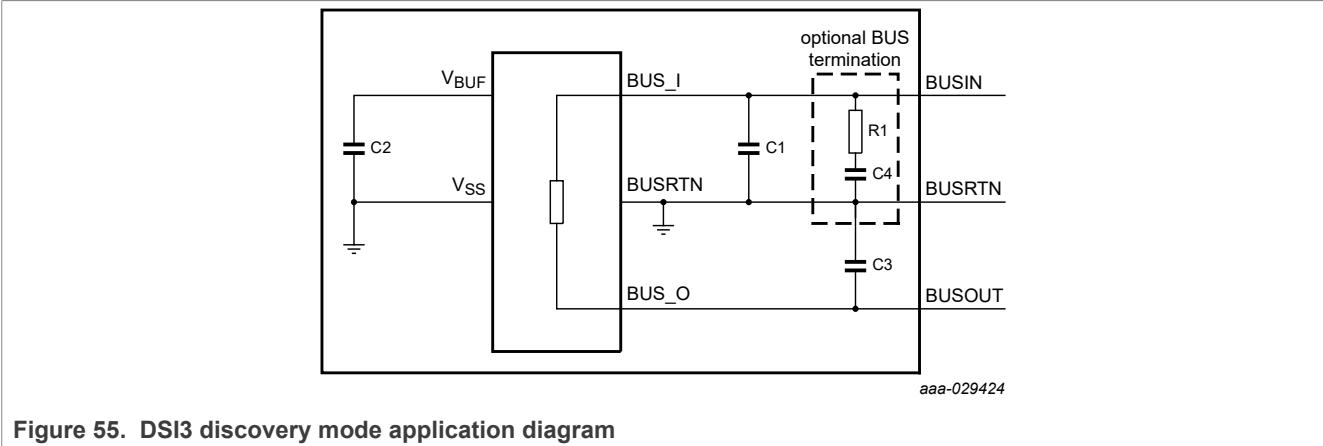 optional BUS
termination
VBUF
BUS_I
BUSIN
R1
C2
C1
C4
VSS
BUSRTN
BUSRTN
C3
BUS_O
BUSOUT
aaa-029424
Figure 55. DSI3 discovery mode application diagram